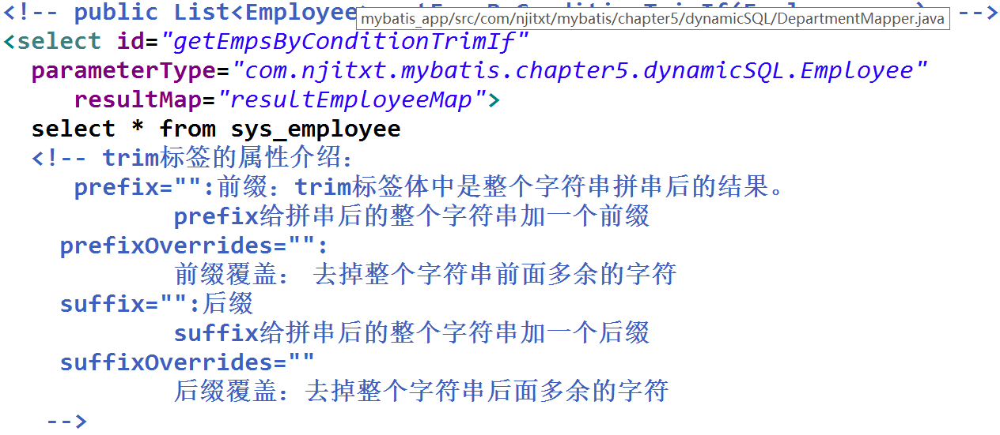 <!-- public List<Employee> -->
mybatis_app/src/com/njitxt/mybatis/chapter5/dynamicSQL/DepartmentMapper.java
<select id="getEmpsByConditionTrimIf"
parameterType="com.njitxt.mybatis.chapter5.dynamicSQL.Employee"
resultMap="resultEmployeeMap">
select * from sys_employee
<!-- trim标签的属性介绍：
prefix="":前缀：trim标签体中是整个字符串拼串后的结果。
prefix给拼串后的整个字符串加一个前缀
prefixOverrides="":
前缀覆盖： 去掉整个字符串前面多余的字符
suffix="":后缀
suffix给拼串后的整个字符串加一个后缀
suffixOverrides=""
后缀覆盖：去掉整个字符串后面多余的字符
-->